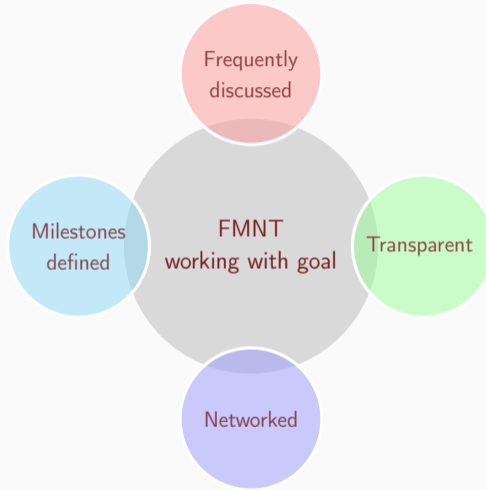 Frequently
discussed
Milestones
defined
FMNT
working with goal
Transparent
Networked